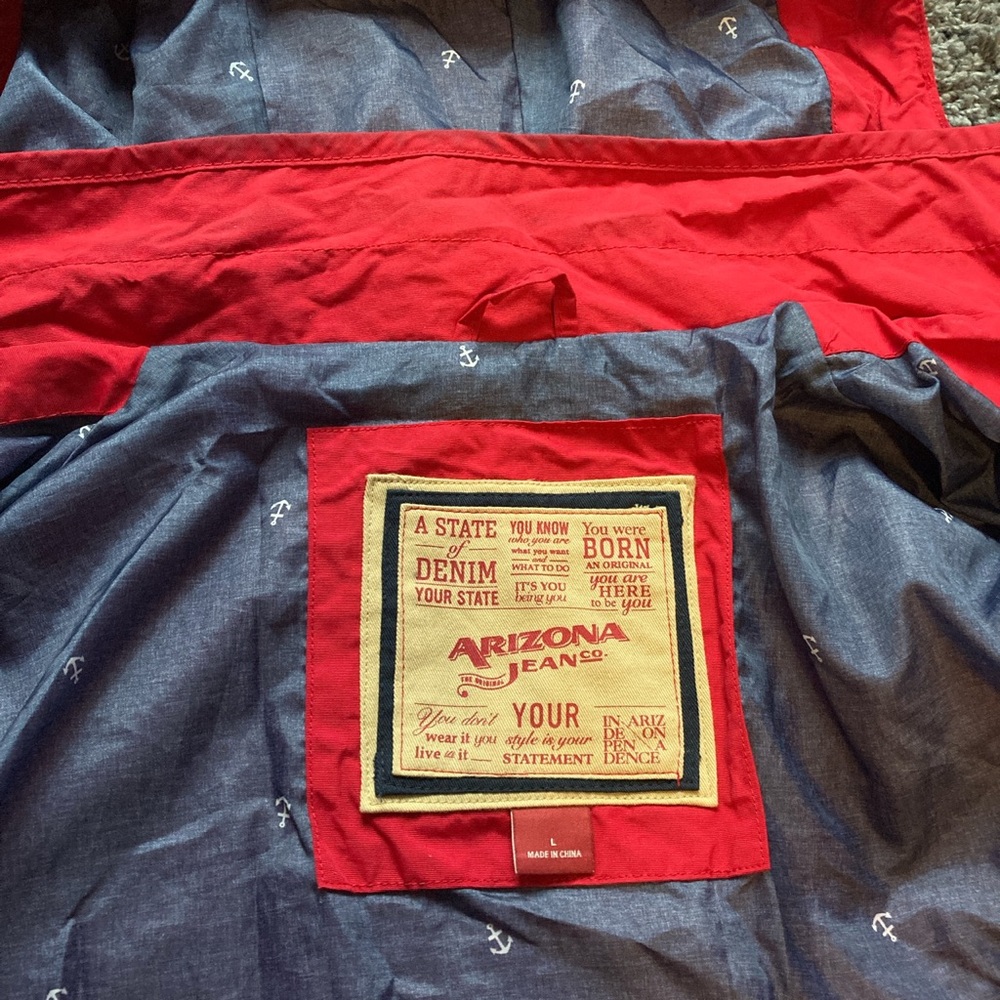 A STATE
of
DENIM
YOUR STATE
YOU KNOW
who you are
what you want
and
WHAT TO DO
IT'S YOU
being you
You were
BORN
AN ORIGINAL
you are
HERE
to be you
ARIZONA
JEAN CO.
THE ORIGINAL
You don't
wear it you
live in it
YOUR
style is your
STATEMENT
IN ARIZ
DE ON
PEN A
DENCE
L
MADE IN CHINA